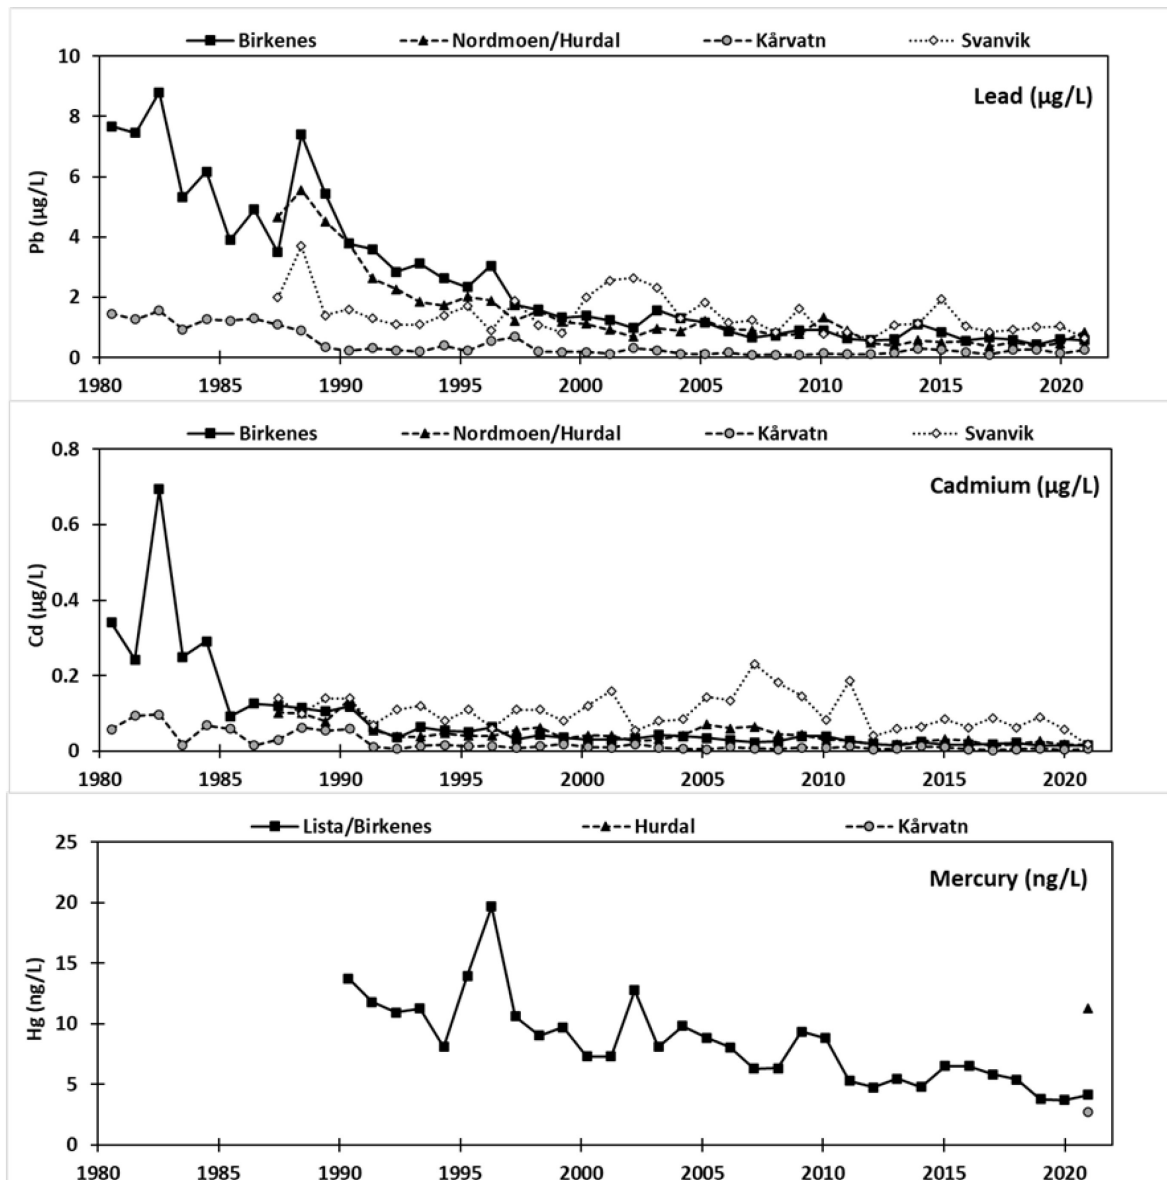 Birkenes Nordmoen/Hurdal Kårvatn Svanvik
Lead (µg/L)
Pb (µg/L)
10
8
6
4
2
0
1980 1985 1990 1995 2000 2005 2010 2015 2020
Birkenes Nordmoen/Hurdal Kårvatn Svanvik
Cadmium (µg/L)
Cd (µg/L)
0.8
0.6
0.4
0.2
0
1980 1985 1990 1995 2000 2005 2010 2015 2020
Lista/Birkenes Hurdal Kårvatn
Mercury (ng/L)
Hg (ng/L)
25
20
15
10
5
0
1980 1985 1990 1995 2000 2005 2010 2015 2020